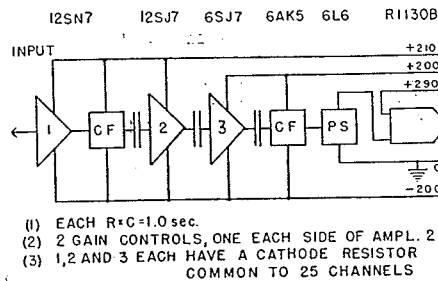 12SN7 12SJ7 6SJ7 6AK5 6L6 R1130B
INPUT
+210
+200
+290
1 CF 2 3 CF PS
-200
(1) EACH R×C=1.0 sec.
(2) 2 GAIN CONTROLS, ONE EACH SIDE OF AMPL. 2
(3) 1,2 AND 3 EACH HAVE A CATHODE RESISTOR
COMMON TO 25 CHANNELS